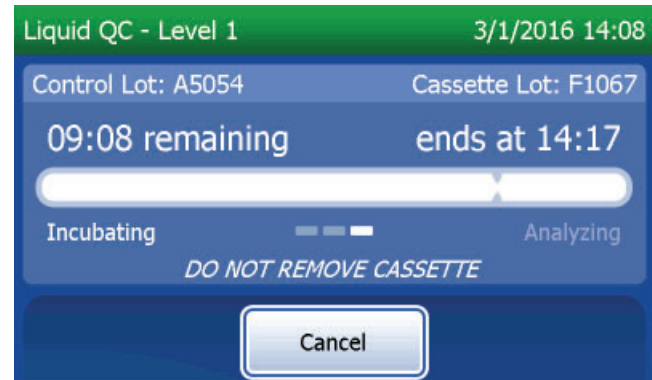 Liquid QC - Level 1 3/1/2016 14:08
Control Lot: A5054 Cassette Lot: F1067
09:08 remaining ends at 14:17
Incubating Analyzing
DO NOT REMOVE CASSETTE
Cancel